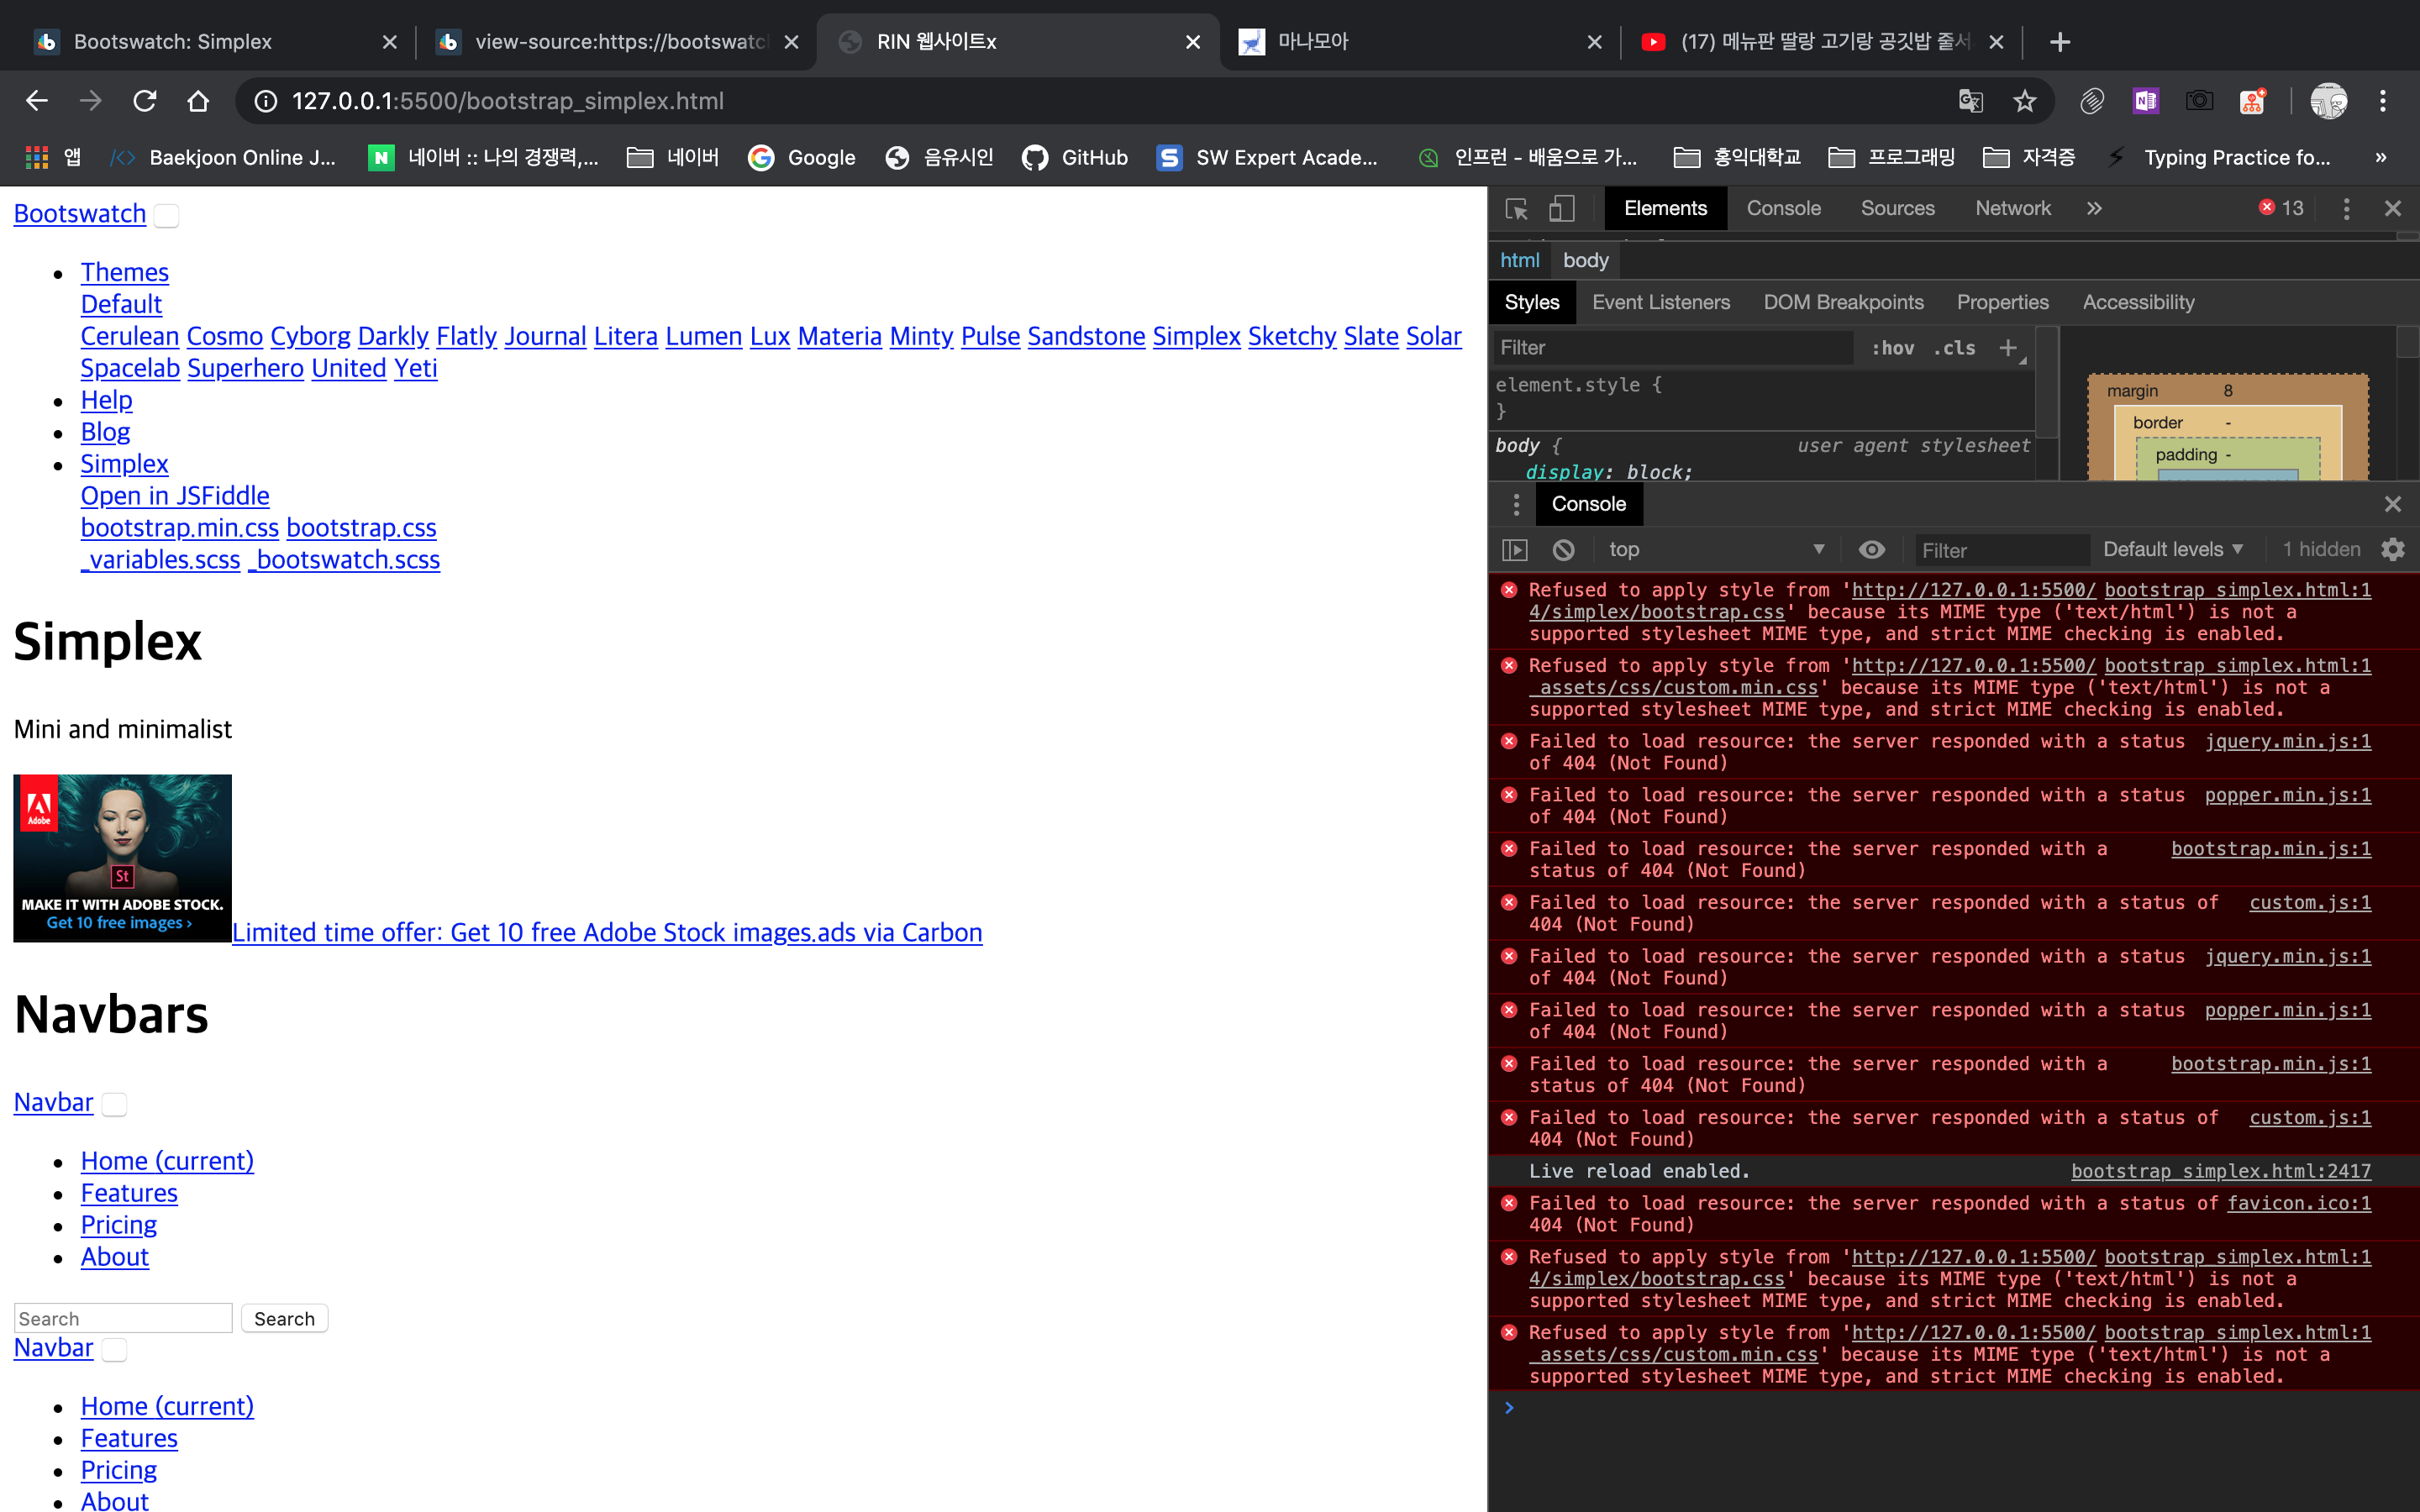 Bootswatch: Simplex
view-source:https://bootswatch
RIN 웹사이트x
마나모아
(17) 메뉴판 딸랑 고기랑 공깃밥 줄서
127.0.0.1:5500/bootstrap_simplex.html
앱
Baekjoon Online J...
네이버 :: 나의 경쟁력,...
네이버
Google
음유시인
GitHub
SW Expert Acade...
인프런 - 배움으로 가...
홍익대학교
프로그래밍
자격증
Typing Practice fo...
»
Bootswatch
Themes
Default
Cerulean Cosmo Cyborg Darkly Flatly Journal Litera Lumen Lux Materia Minty Pulse Sandstone Simplex Sketchy Slate Solar
Spacelab Superhero United Yeti
Help
Blog
Simplex
Open in JSFiddle
bootstrap.min.css bootstrap.css
_variables.scss _bootswatch.scss
Simplex
Mini and minimalist
Adobe
St
MAKE IT WITH ADOBE STOCK.
Get 10 free images ›
Limited time offer: Get 10 free Adobe Stock images.ads via Carbon
Navbars
Navbar
Home (current)
Features
Pricing
About
Search Search
Navbar
Home (current)
Features
Pricing
About
Elements Console Sources Network » 13
html body
Styles Event Listeners DOM Breakpoints Properties Accessibility
Filter :hov .cls +
element.style {
}
body { user agent stylesheet
display: block;
margin 8
border -
padding -
Console
top Filter Default levels 1 hidden
Refused to apply style from 'http://127.0.0.1:5500/ bootstrap_simplex.html:1
4/simplex/bootstrap.css' because its MIME type ('text/html') is not a
supported stylesheet MIME type, and strict MIME checking is enabled.
Refused to apply style from 'http://127.0.0.1:5500/ bootstrap_simplex.html:1
_assets/css/custom.min.css' because its MIME type ('text/html') is not a
supported stylesheet MIME type, and strict MIME checking is enabled.
Failed to load resource: the server responded with a status jquery.min.js:1
of 404 (Not Found)
Failed to load resource: the server responded with a status popper.min.js:1
of 404 (Not Found)
Failed to load resource: the server responded with a bootstrap.min.js:1
status of 404 (Not Found)
Failed to load resource: the server responded with a status of custom.js:1
404 (Not Found)
Failed to load resource: the server responded with a status jquery.min.js:1
of 404 (Not Found)
Failed to load resource: the server responded with a status popper.min.js:1
of 404 (Not Found)
Failed to load resource: the server responded with a bootstrap.min.js:1
status of 404 (Not Found)
Failed to load resource: the server responded with a status of custom.js:1
404 (Not Found)
Live reload enabled. bootstrap_simplex.html:2417
Failed to load resource: the server responded with a status of favicon.ico:1
404 (Not Found)
Refused to apply style from 'http://127.0.0.1:5500/ bootstrap_simplex.html:1
4/simplex/bootstrap.css' because its MIME type ('text/html') is not a
supported stylesheet MIME type, and strict MIME checking is enabled.
Refused to apply style from 'http://127.0.0.1:5500/ bootstrap_simplex.html:1
_assets/css/custom.min.css' because its MIME type ('text/html') is not a
supported stylesheet MIME type, and strict MIME checking is enabled.